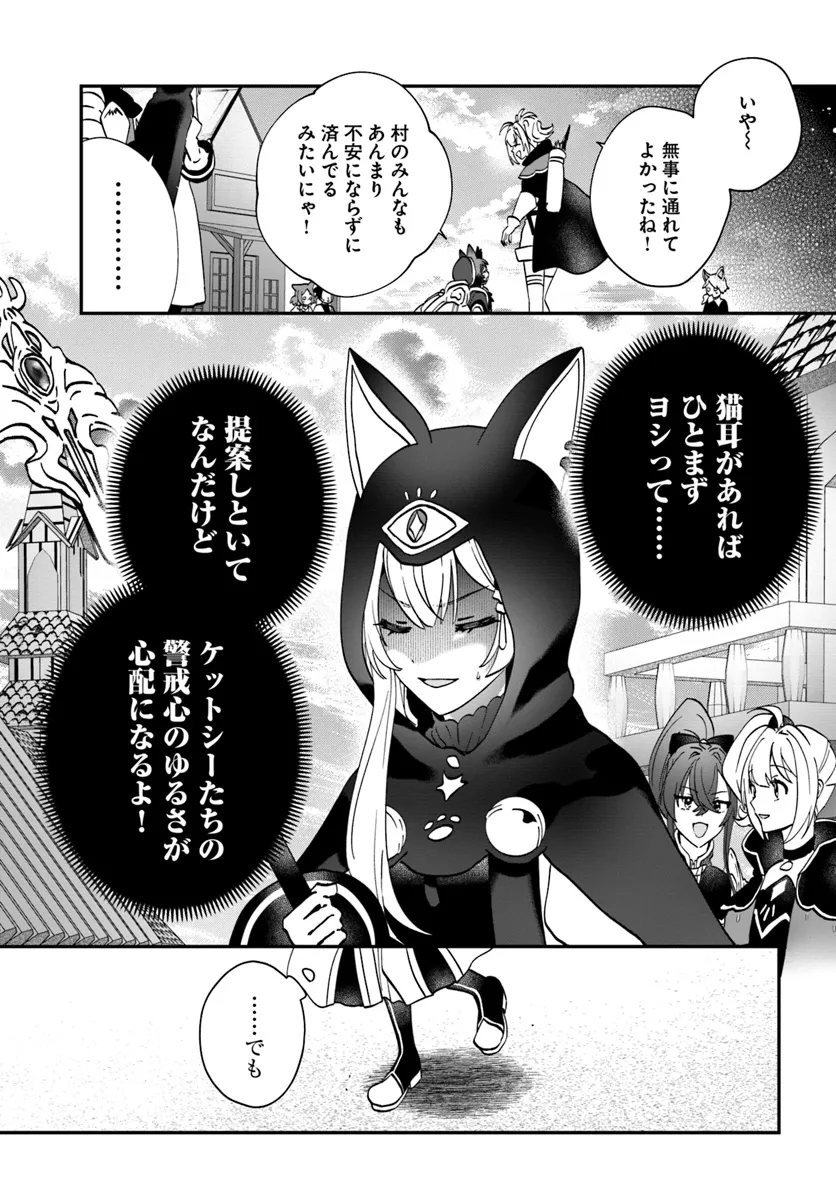 いや〜
無事に通れて
よかったね！
村のみんなも
あんまり
不安にならずに
済んでる
みたいにゃ！
………
猫耳があれば
ひとまず
ヨシって……
提案しといて
なんだけど
ケットシーたちの
警戒心のゆるさが
心配になるよ！
……でも